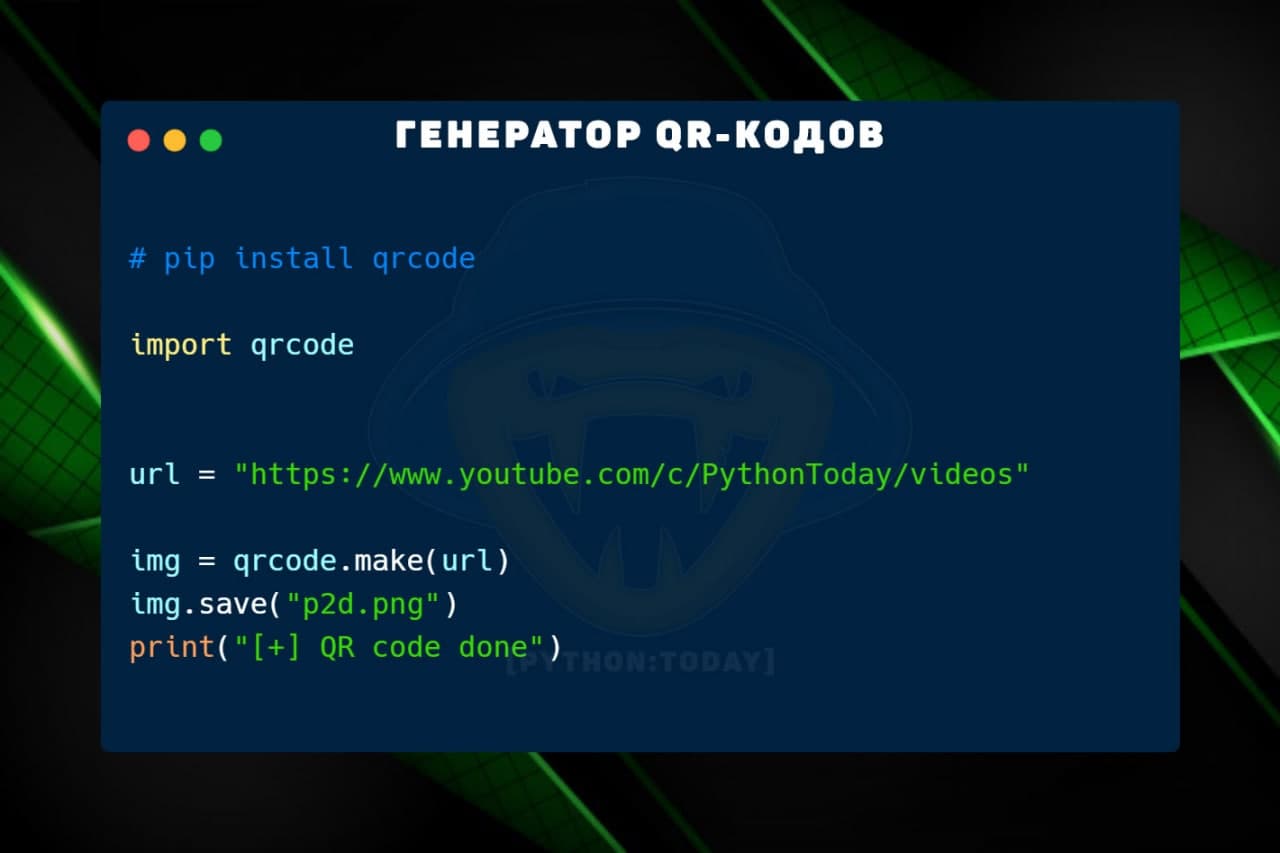 ГЕНЕРАТОР QR-КОДОВ
# pip install qrcode
import qrcode
url = "https://www.youtube.com/c/PythonToday/videos"
img = qrcode.make(url)
img.save("p2d.png")
print("[+] QR code done")
[PYTHON:TODAY]